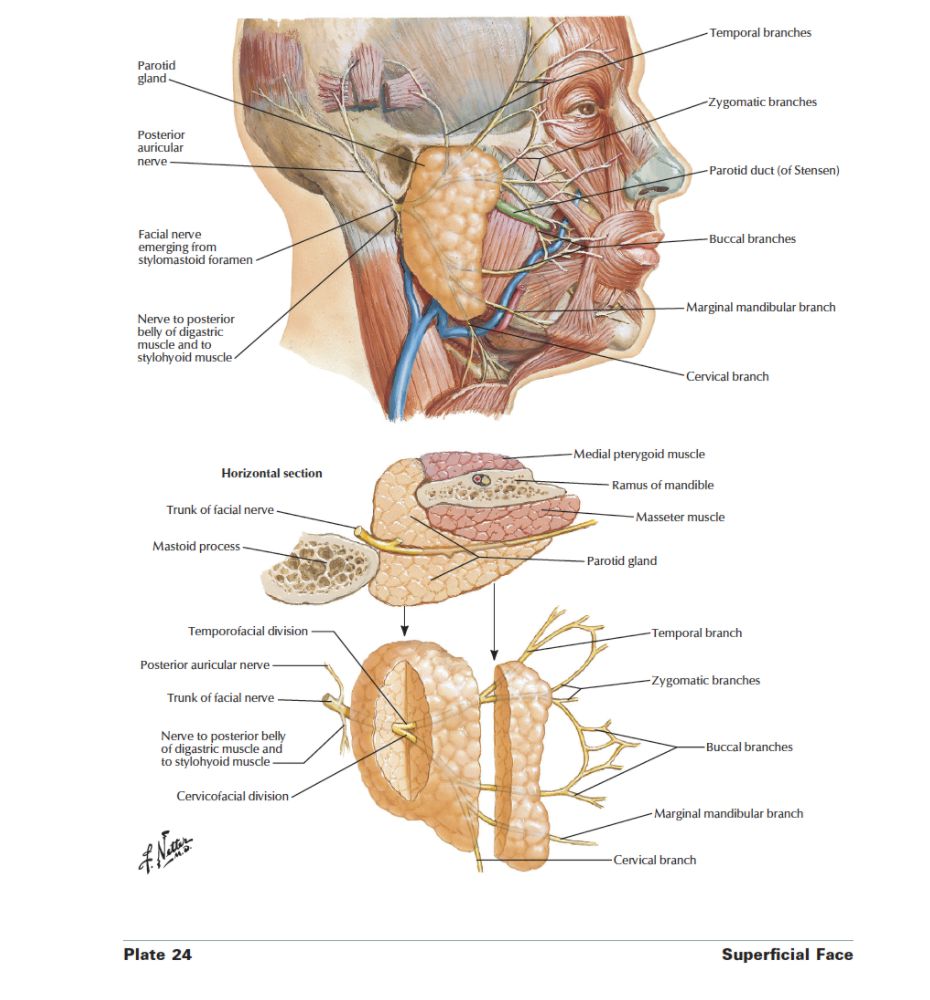 Temporal branches
Parotid
gland
Zygomatic branches
Posterior
auricular
nerve
Parotid duct (of Stensen)
Facial nerve
emerging from
stylomastoid foramen
Buccal branches
Nerve to posterior
belly of digastric
muscle and to
stylohyoid muscle
Marginal mandibular branch
Cervical branch
Horizontal section
Medial pterygoid muscle
Ramus of mandible
Trunk of facial nerve
Masseter muscle
Mastoid process
Parotid gland
Temporofacial division
Temporal branch
Posterior auricular nerve
Zygomatic branches
Trunk of facial nerve
Nerve to posterior belly
of digastric muscle and
to stylohyoid muscle
Buccal branches
Cervicofacial division
Marginal mandibular branch
Cervical branch
F. Netter
M.D.
Plate 24
Superficial Face